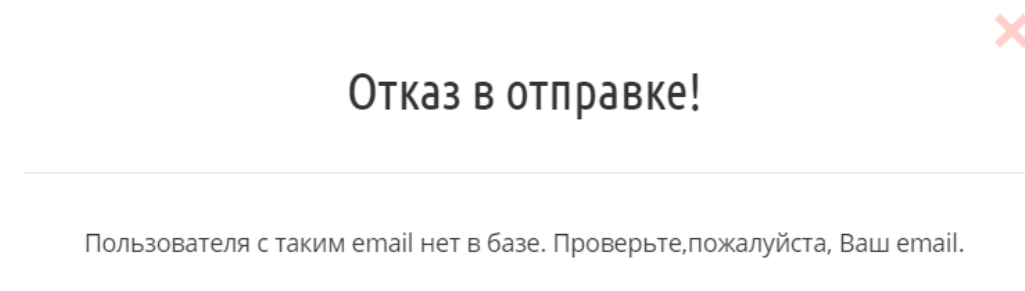 Отказ в отправке!
Пользователя с таким email нет в базе. Проверьте,пожалуйста, Ваш email.